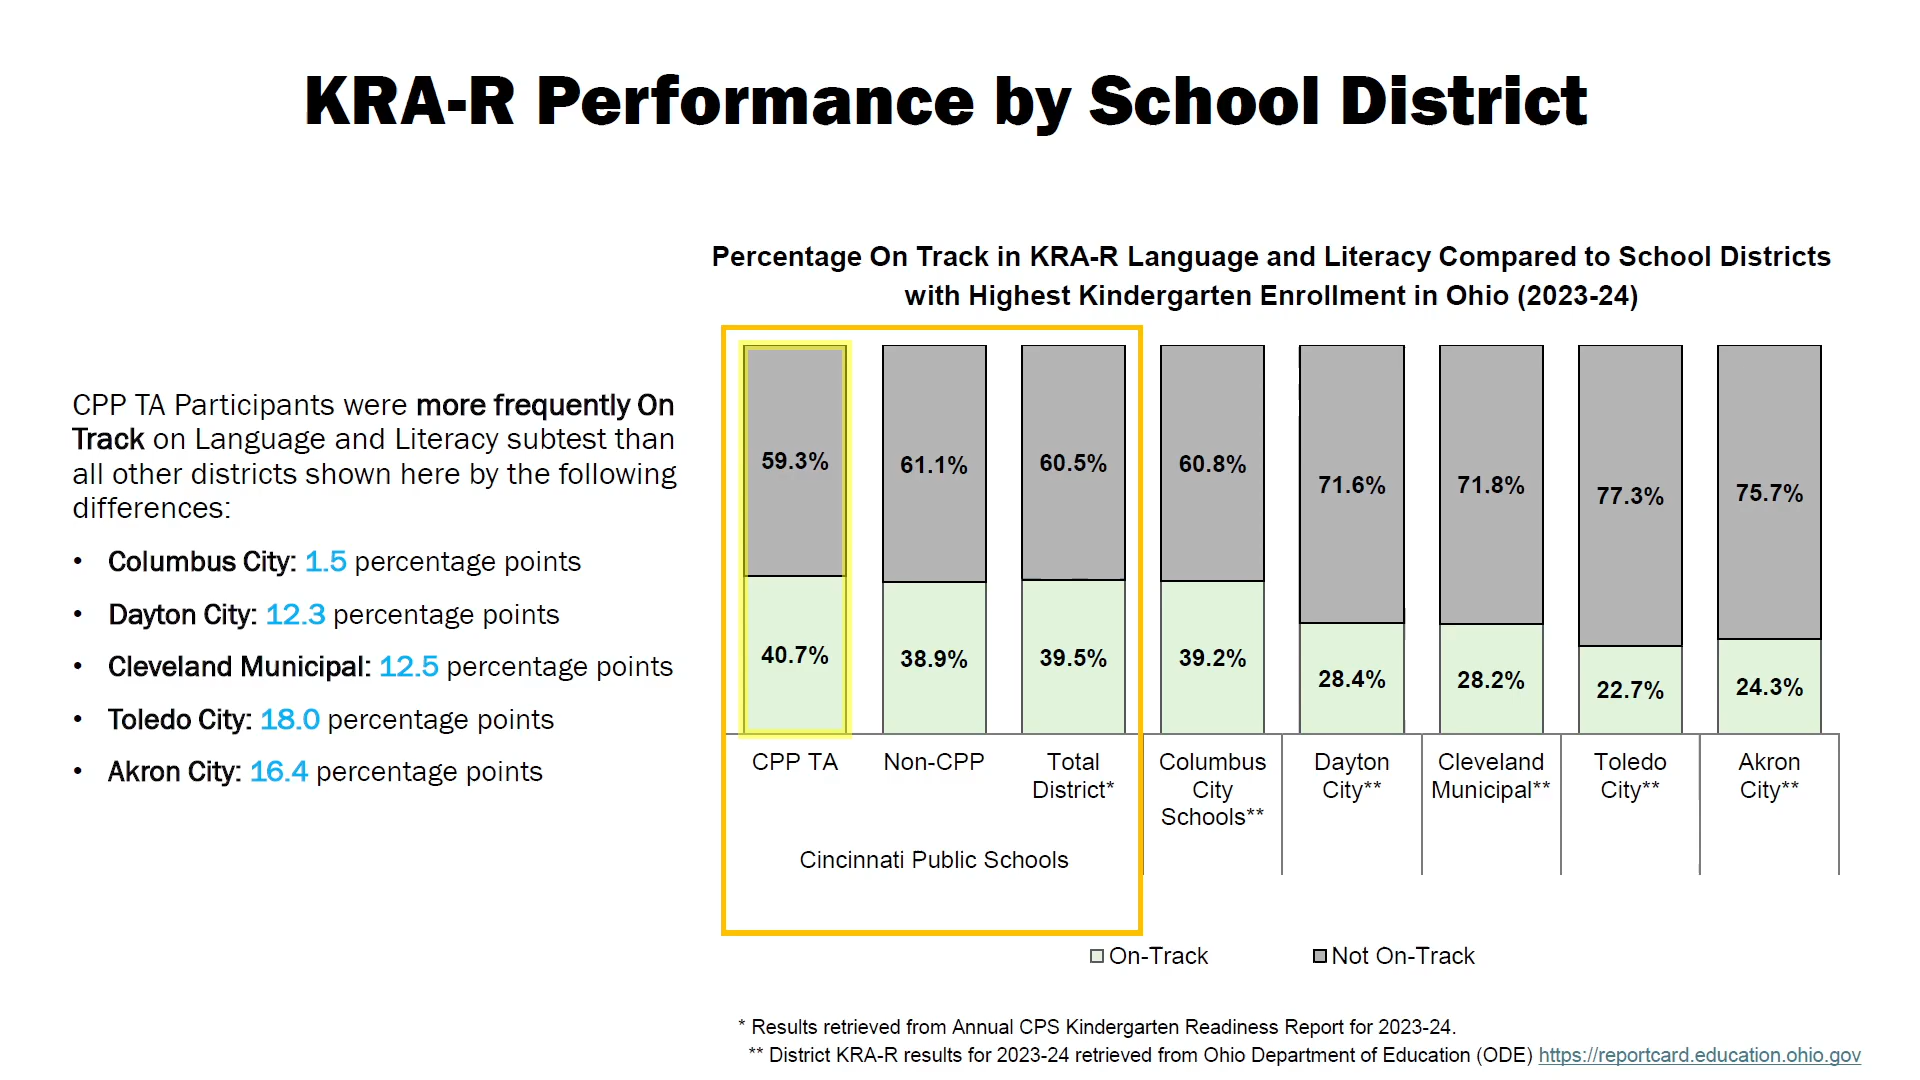 KRA-R Performance by School District
CPP TA Participants were more frequently On
Track on Language and Literacy subtest than
all other districts shown here by the following
differences:
• Columbus City: 1.5 percentage points
• Dayton City: 12.3 percentage points
• Cleveland Municipal: 12.5 percentage points
• Toledo City: 18.0 percentage points
• Akron City: 16.4 percentage points
Percentage On Track in KRA-R Language and Literacy Compared to School Districts
with Highest Kindergarten Enrollment in Ohio (2023-24)
59.3% 61.1% 60.5% 60.8% 71.6% 71.8% 77.3% 75.7%
40.7% 38.9% 39.5% 39.2% 28.4% 28.2% 22.7% 24.3%
CPP TA Non-CPP Total Columbus Dayton Cleveland Toledo Akron
District* City City** Municipal** City** City**
Schools**
Cincinnati Public Schools
On-Track Not On-Track
* Results retrieved from Annual CPS Kindergarten Readiness Report for 2023-24.
** District KRA-R results for 2023-24 retrieved from Ohio Department of Education (ODE) https://reportcard.education.ohio.gov